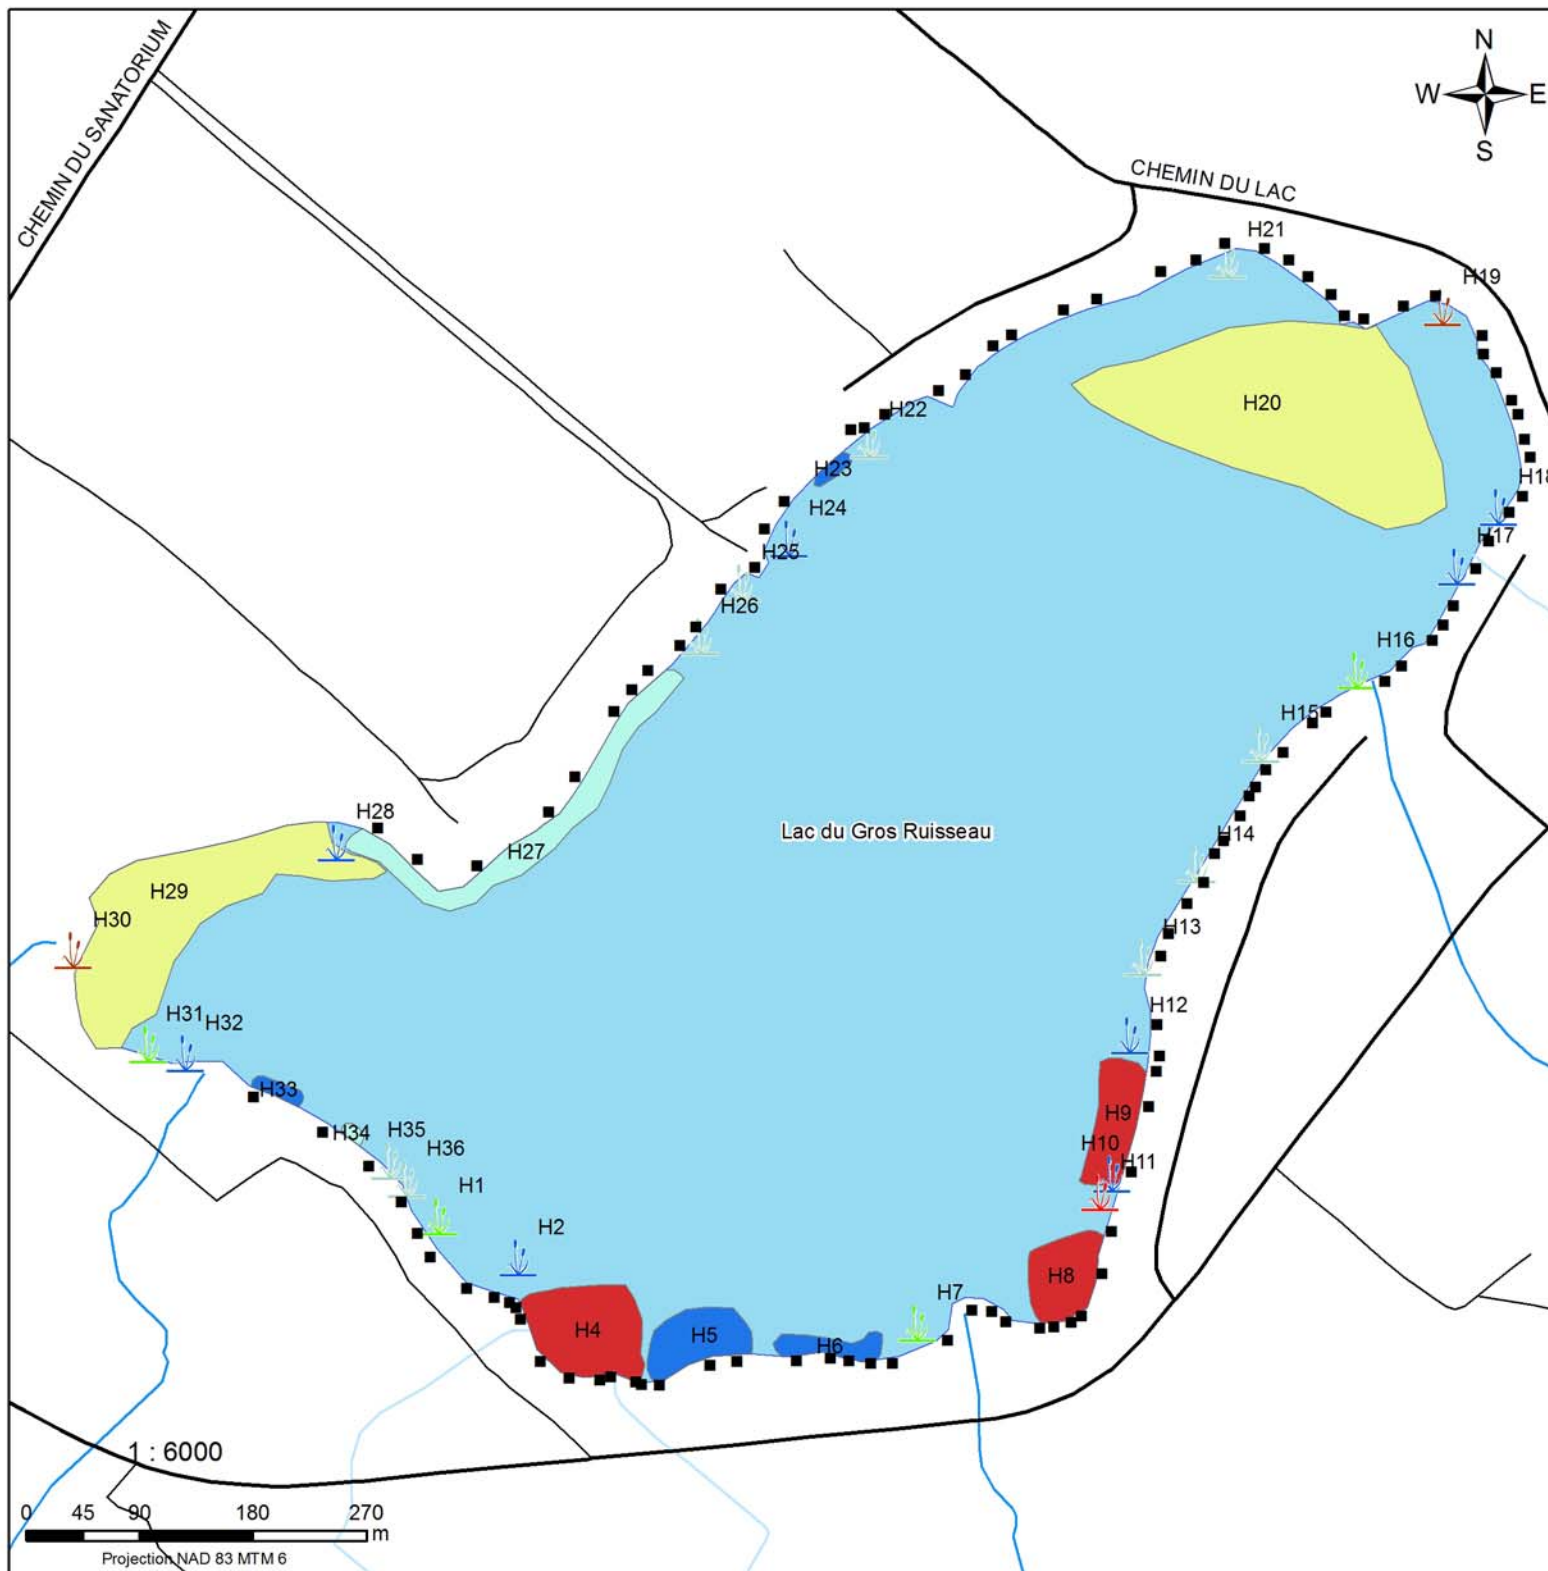 CHEMIN DU SANATORIUM
N
W E
S
CHEMIN DU LAC
H21
H19
H20
H22
H23
H24
H18
H17
H25
H26
H16
H15
H28
H27
Lac du Gros Ruisseau
H14
H29
H30
H13
H31
H32
H12
H33
H9
H34
H35
H36
H10
H11
H1
H2
H8
H7
H4
H5
H6
1 : 6000
0 45 90 180 270
m
Projection NAD 83 MTM 6